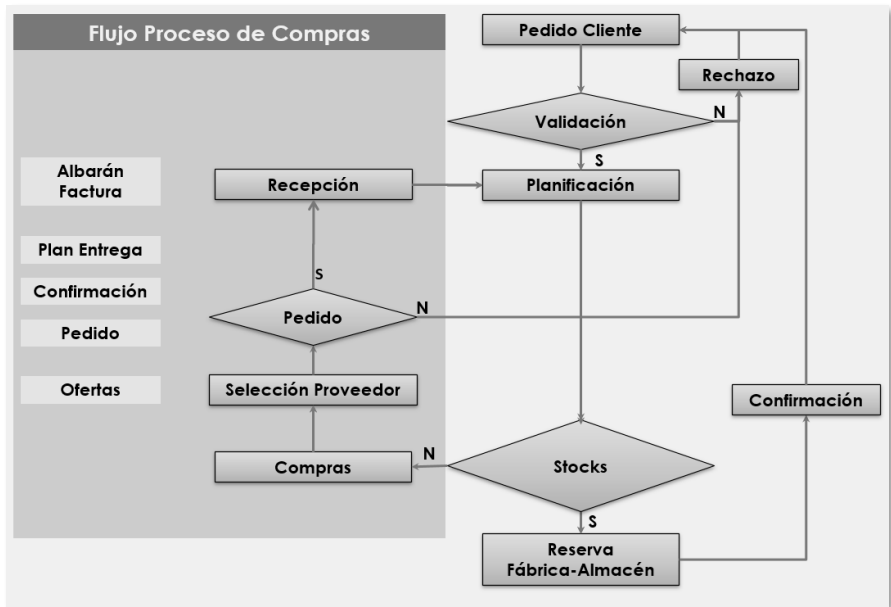 Flujo Proceso de Compras
Pedido Cliente
Rechazo
Validación
N
S
Albarán
Factura
Recepción
Planificación
Plan Entrega
S
Confirmación
N
Pedido
Pedido
Ofertas
Selección Proveedor
Confirmación
N
Compras
Stocks
S
Reserva
Fábrica-Almacén